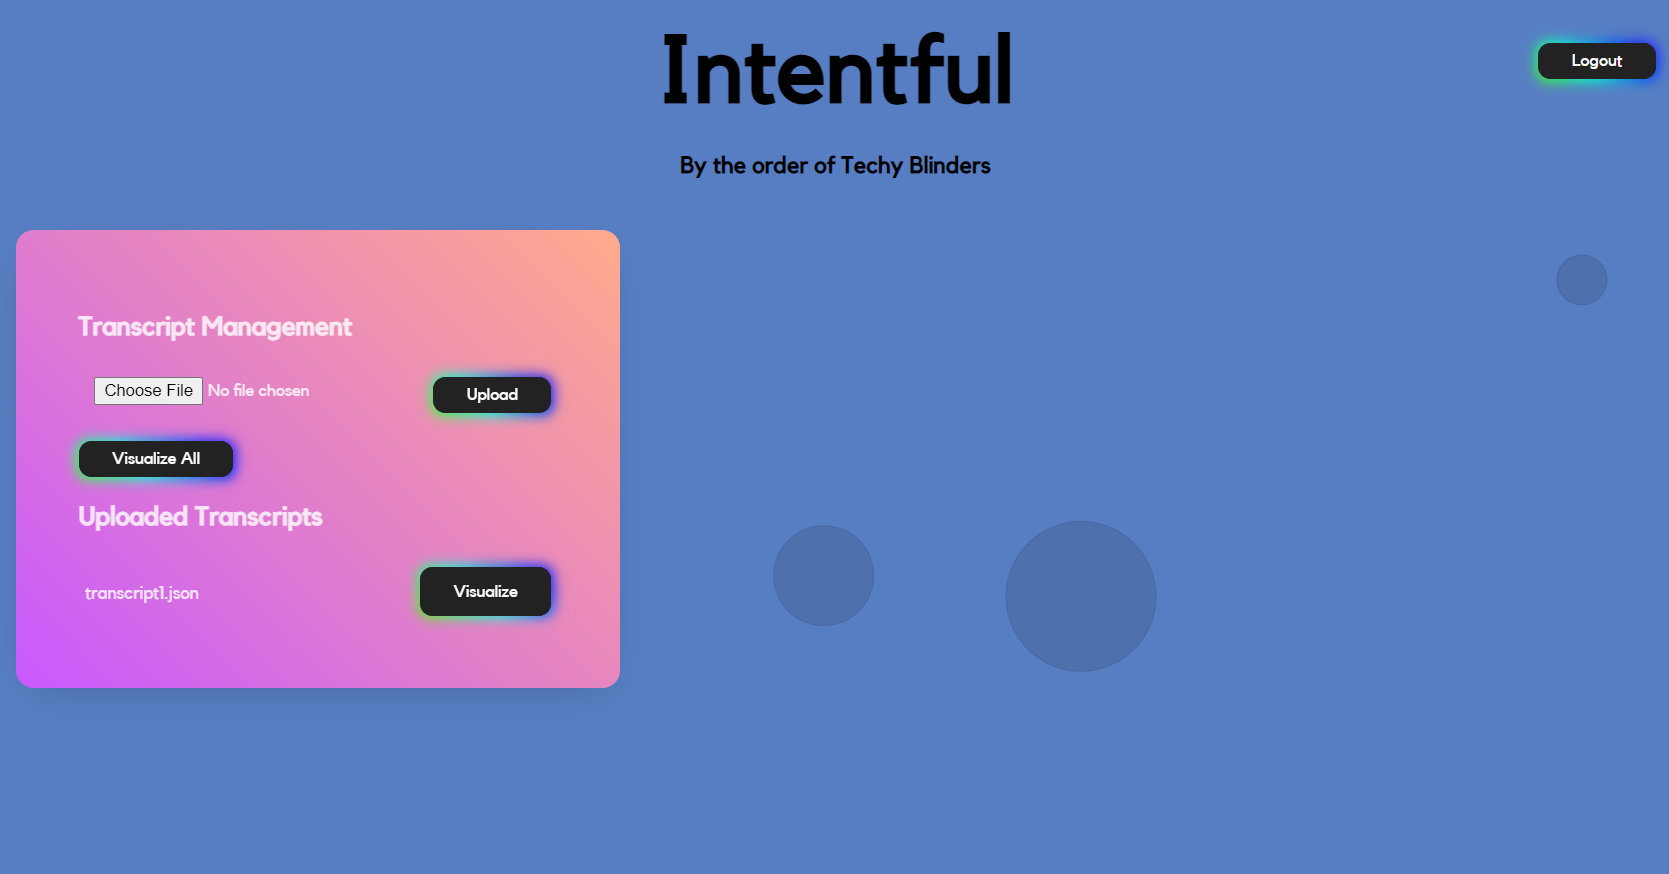 Intentful
Logout
By the order of Techy Blinders
Transcript Management
Choose File No file chosen
Upload
Visualize All
Uploaded Transcripts
transcript1.json
Visualize